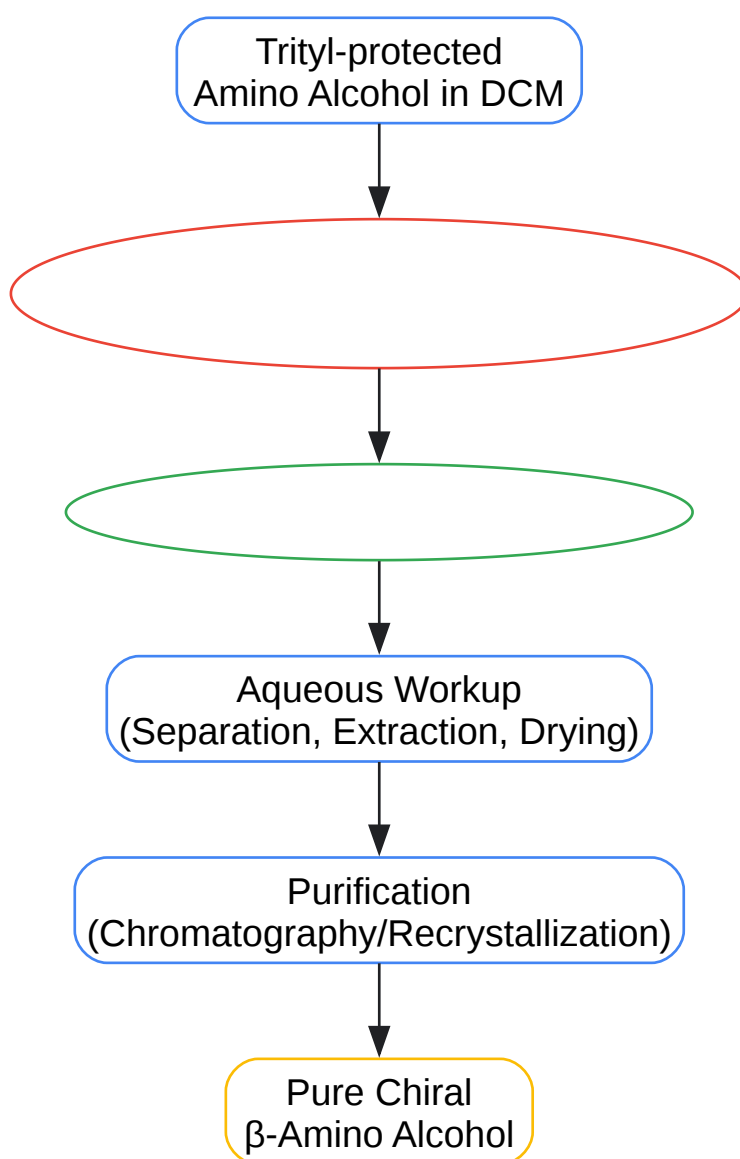 Trityl-protected
Amino Alcohol in DCM
Aqueous Workup
(Separation, Extraction, Drying)
Purification
(Chromatography/Recrystallization)
Pure Chiral
β-Amino Alcohol